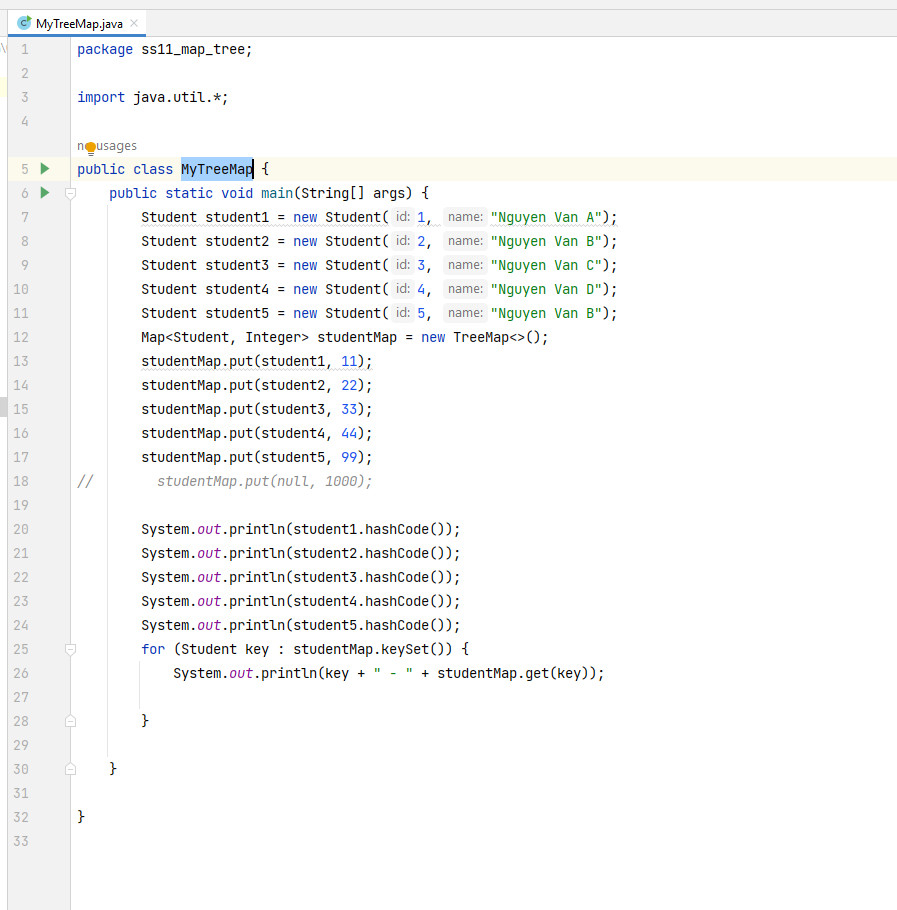 MyTreeMap.java
1 package ss11_map_tree;
2
3 import java.util.*;
4
no usages
5 public class MyTreeMap {
6 public static void main(String[] args) {
7 Student student1 = new Student( id: 1, name: "Nguyen Van A");
8 Student student2 = new Student( id: 2, name: "Nguyen Van B");
9 Student student3 = new Student( id: 3, name: "Nguyen Van C");
10 Student student4 = new Student( id: 4, name: "Nguyen Van D");
11 Student student5 = new Student( id: 5, name: "Nguyen Van B");
12 Map<Student, Integer> studentMap = new TreeMap<>();
13 studentMap.put(student1, 11);
14 studentMap.put(student2, 22);
15 studentMap.put(student3, 33);
16 studentMap.put(student4, 44);
17 studentMap.put(student5, 99);
18 // studentMap.put(null, 1000);
19
20 System.out.println(student1.hashCode());
21 System.out.println(student2.hashCode());
22 System.out.println(student3.hashCode());
23 System.out.println(student4.hashCode());
24 System.out.println(student5.hashCode());
25 for (Student key : studentMap.keySet()) {
26 System.out.println(key + " - " + studentMap.get(key));
27
28 }
29
30 }
31
32 }
33